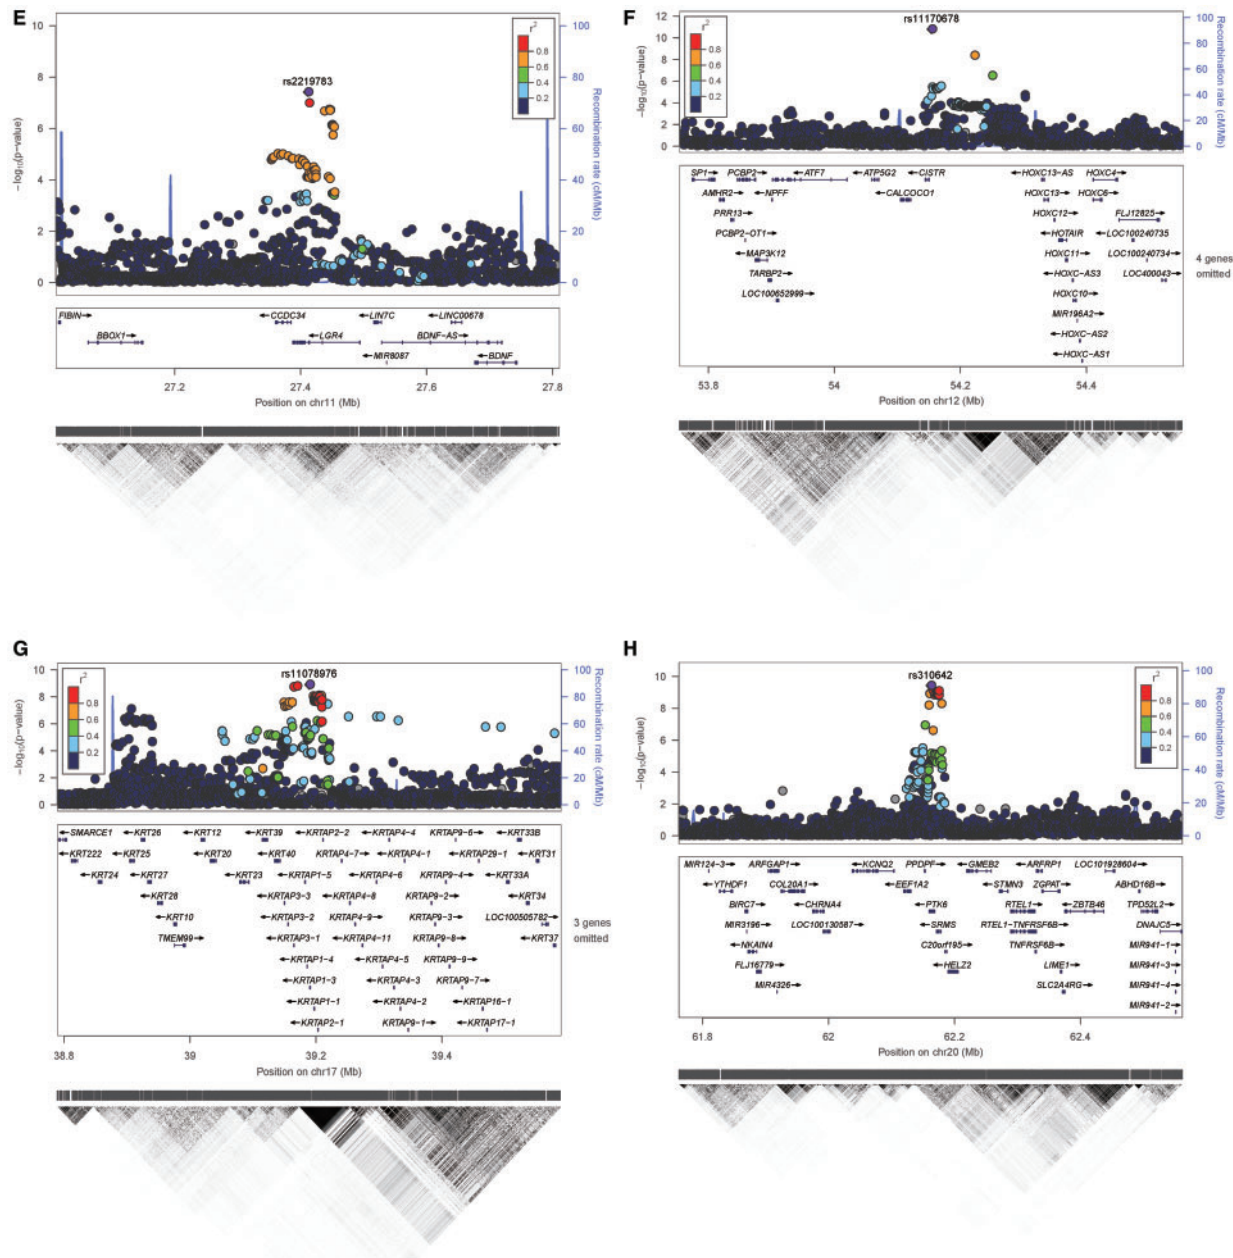 E
10
8
6
4
2
0
−log10(p−value)
rs2219783
r2
0.8
0.6
0.4
0.2
100
80
60
40
20
0
Recombination rate (cM/Mb)
FIBIN→
BBOX1→
←CCDC34
←LGR4
←LIN7C
←MIR8087
←LINC00678
BDNF−AS→
←BDNF
27.2
27.4
27.6
27.8
Position on chr11 (Mb)
F
12
10
8
6
4
2
0
−log10(p−value)
rs11170678
r2
0.8
0.6
0.4
0.2
100
80
60
40
20
0
Recombination rate (cM/Mb)
SP1→
PCBP2→
←ATF7
←ATP5G2
←CISTR
←HOXC13−AS
HOXC4→
AMHR2→
←NPFF
←CALCOCO1
HOXC13→
HOXC6→
PRR13→
HOXC12→
FLJ12825→
PCBP2−OT1→
←HOTAIR
←LOC100240735
←MAP3K12
HOXC11→
←LOC100240734
TARBP2→
←HOXC−AS3
LOC400043→
LOC100652999→
HOXC10→
MIR196A2→
←HOXC−AS2
←HOXC−AS1
4 genes
omitted
53.8
54
54.2
54.4
Position on chr12 (Mb)
G
10
8
6
4
2
0
−log10(p−value)
rs11078976
r2
0.8
0.6
0.4
0.2
100
80
60
40
20
0
Recombination rate (cM/Mb)
←SMARCE1
←KRT26
←KRT12
←KRT39
←KRTAP2−2
←KRTAP4−4
KRTAP9−6→
←KRT33B
←KRT222
←KRT25
←KRT20
←KRT40
←KRTAP4−7
←KRTAP4−1
←KRTAP29−1
←KRT31
←KRT24
←KRT27
←KRT23
←KRTAP1−5
←KRTAP4−6
KRTAP9−4→
←KRT33A
←KRT28
←KRTAP3−3
←KRTAP4−8
KRTAP9−2→
←KRT34
←KRT10
←KRTAP3−2
←KRTAP4−9
KRTAP9−3→
LOC100505782→
TMEM99→
←KRTAP3−1
←KRTAP4−11
KRTAP9−8→
←KRT37
←KRTAP1−4
←KRTAP4−5
KRTAP9−9→
←KRTAP1−3
←KRTAP4−3
KRTAP9−7→
←KRTAP1−1
←KRTAP4−2
←KRTAP16−1
←KRTAP2−1
KRTAP9−1→
←KRTAP17−1
3 genes
omitted
38.8
39
39.2
39.4
Position on chr17 (Mb)
H
10
8
6
4
2
0
−log10(p−value)
rs310642
r2
0.8
0.6
0.4
0.2
100
80
60
40
20
0
Recombination rate (cM/Mb)
MIR124−3→
ARFGAP1→
←KCNQ2
PPDPF→
←GMEB2
←ARFRP1
LOC101928604→
←YTHDF1
COL20A1→
←EEF1A2
←STMN3
ZGPAT→
ABHD16B→
BIRC7→
←CHRNA4
←PTK6
RTEL1→
←ZBTB46
TPD52L2→
MIR3196→
LOC100130587→
←SRMS
RTEL1−TNFRSF6B→
DNAJC5→
←NKAIN4
C20orf195→
TNFRSF6B→
MIR941−1→
FLJ16779→
←HELZ2
LIME1→
MIR941−3→
MIR4326→
SLC2A4RG→
MIR941−4→
MIR941−2→
61.8
62
62.2
62.4
Position on chr20 (Mb)